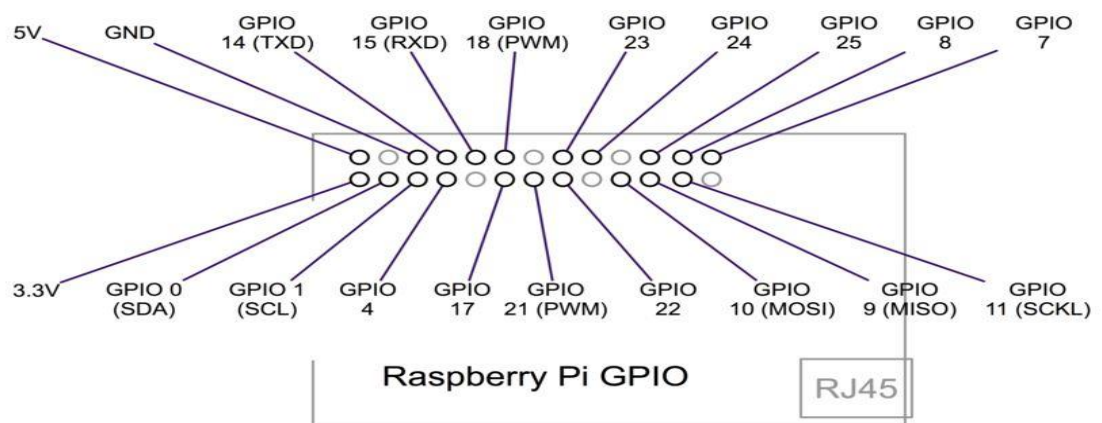 5V
GND
GPIO
14 (TXD)
GPIO
15 (RXD)
GPIO
18 (PWM)
GPIO
23
GPIO
24
GPIO
25
GPIO
8
GPIO
7
3.3V
GPIO 0
(SDA)
GPIO 1
(SCL)
GPIO
4
GPIO
17
GPIO
21 (PWM)
GPIO
22
GPIO
10 (MOSI)
GPIO
9 (MISO)
GPIO
11 (SCKL)
Raspberry Pi GPIO
RJ45